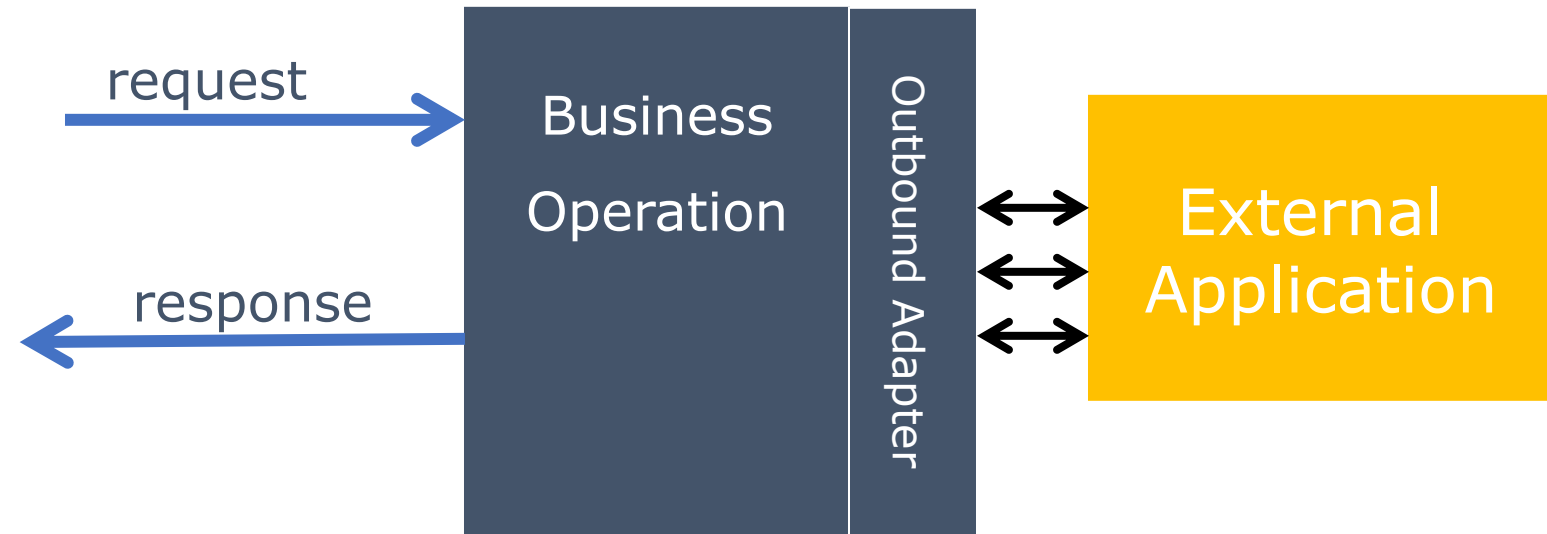 request
response
Business
Operation
Outbound Adapter
External
Application